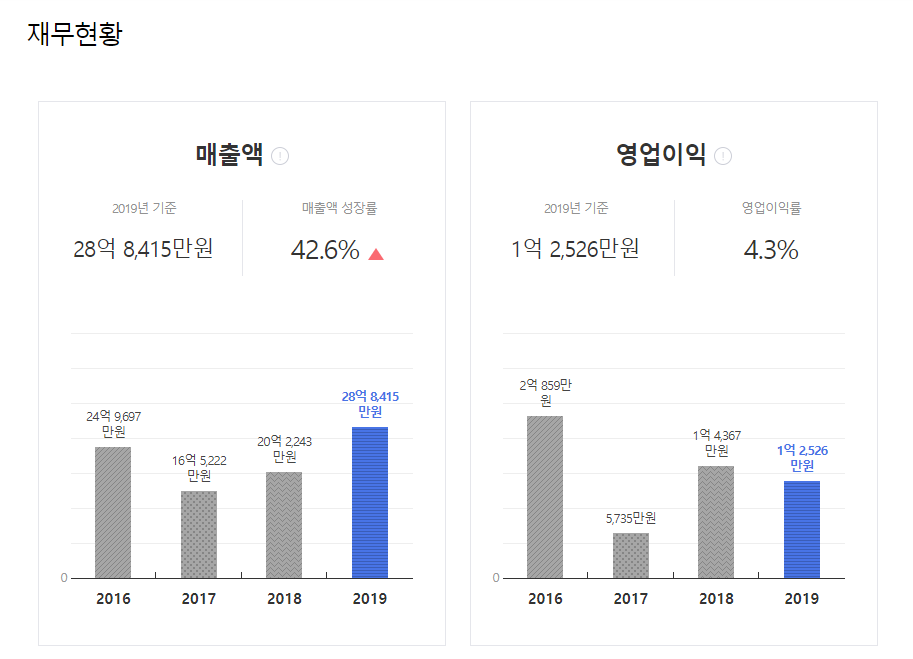 재무현황
매출액
2019년 기준
28억 8,415만원
매출액 성장률
42.6%
24억 9,697
만원
16억 5,222
만원
20억 2,243
만원
28억 8,415
만원
0
2016 2017 2018 2019
영업이익
2019년 기준
1억 2,526만원
영업이익률
4.3%
2억 859만
원
5,735만원
1억 4,367
만원
1억 2,526
만원
0
2016 2017 2018 2019